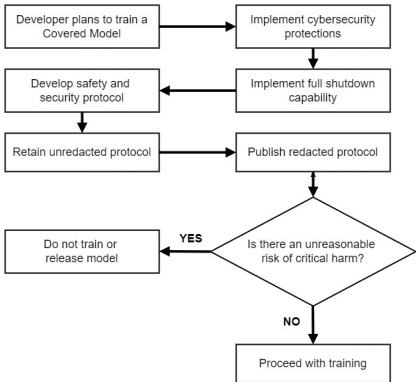 Developer plans to train a
Covered Model
Implement cybersecurity
protections
Develop safety and
security protocol
Implement full shutdown
capability
Retain unredacted protocol
Publish redacted protocol
Do not train or
release model
YES
Is there an unreasonable
risk of critical harm?
NO
Proceed with training